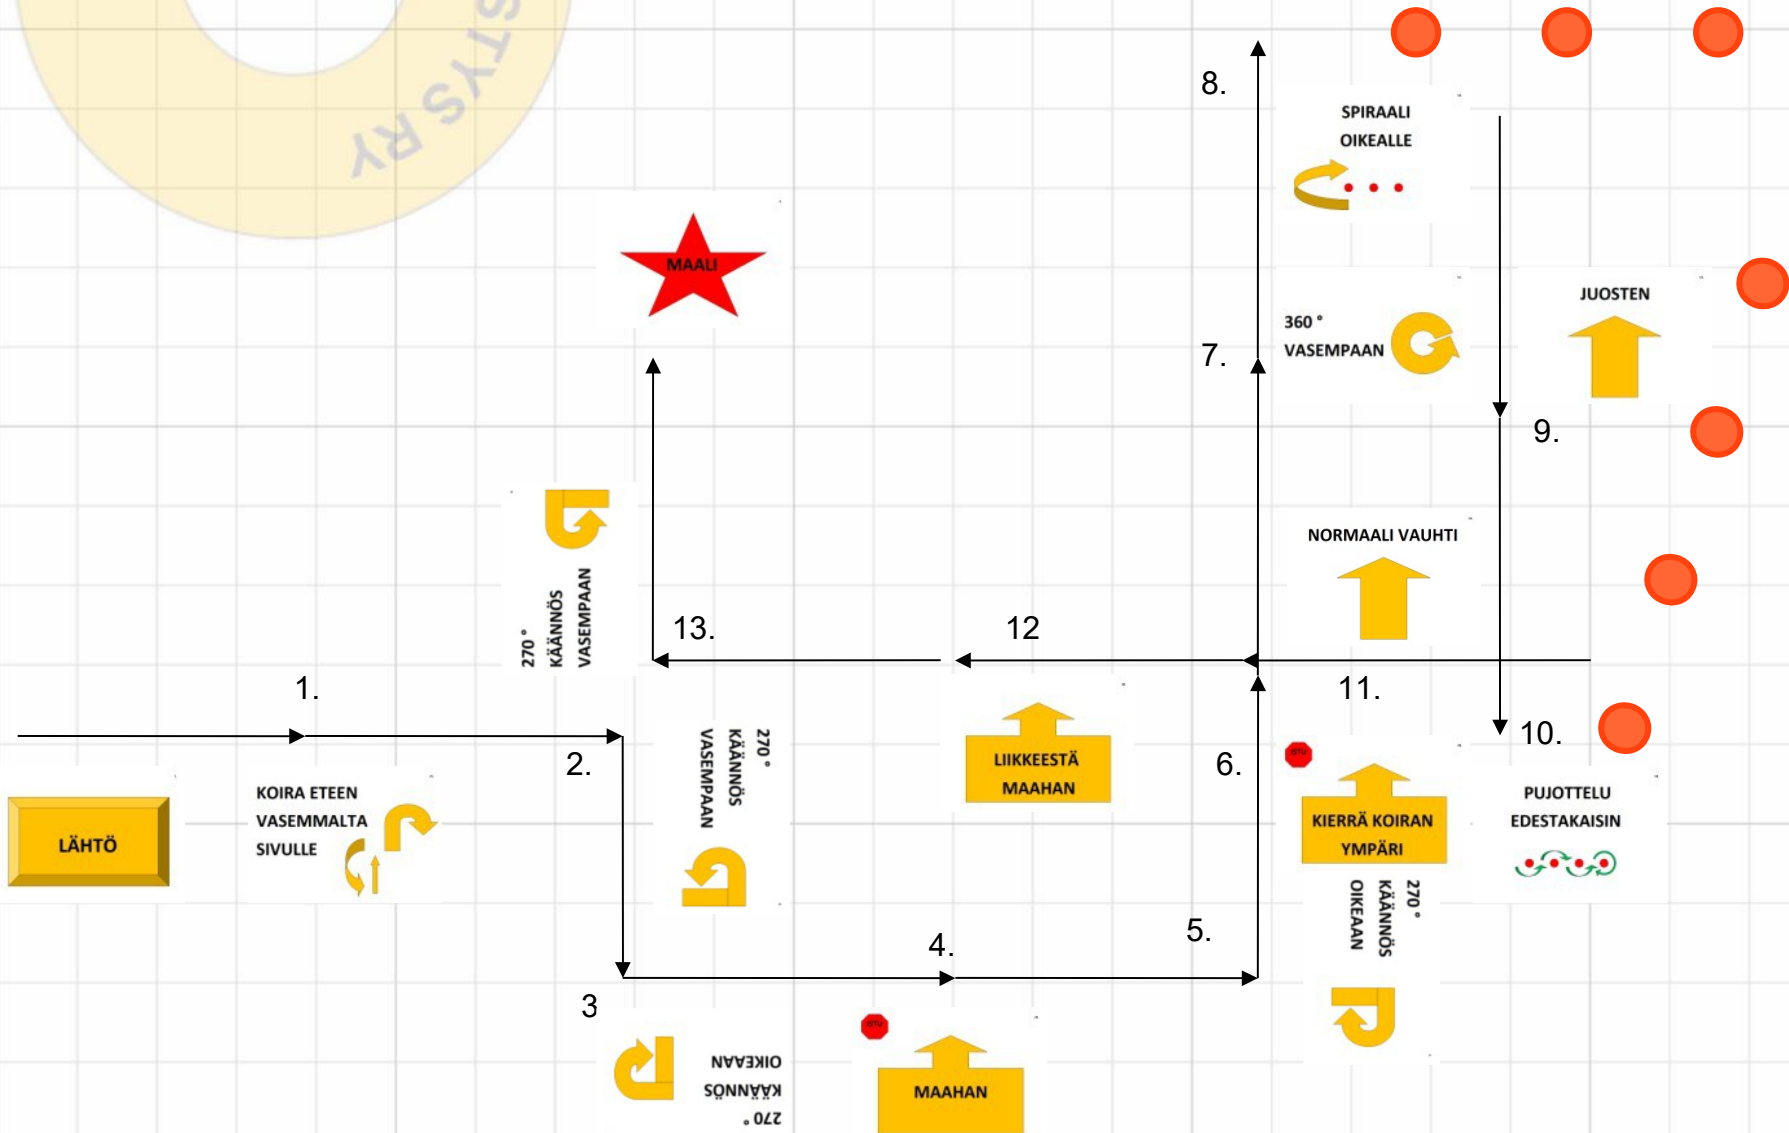 STYS RY
8.
SPIRAALI
OIKEALLE
MAALI
7.
360 °
VASEMPAAN
JUOSTEN
9.
NORMAALI VAUHTI
270 °
KÄÄNNÖS
VASEMPAAN
13.
12
11.
1.
2.
270 °
KÄÄNNÖS
VASEMPAAN
LIIKKEESTÄ
MAAHAN
6.
10.
LÄHTÖ
KOIRA ETEEN
VASEMMALTA
SIVULLE
KIERRÄ KOIRAN
YMPÄRI
PUJOTTELU
EDESTAKAISIN
270 °
KÄÄNNÖS
OIKEAAN
5.
4.
3
270 °
KÄÄNNÖS
OIKEAAN
MAAHAN